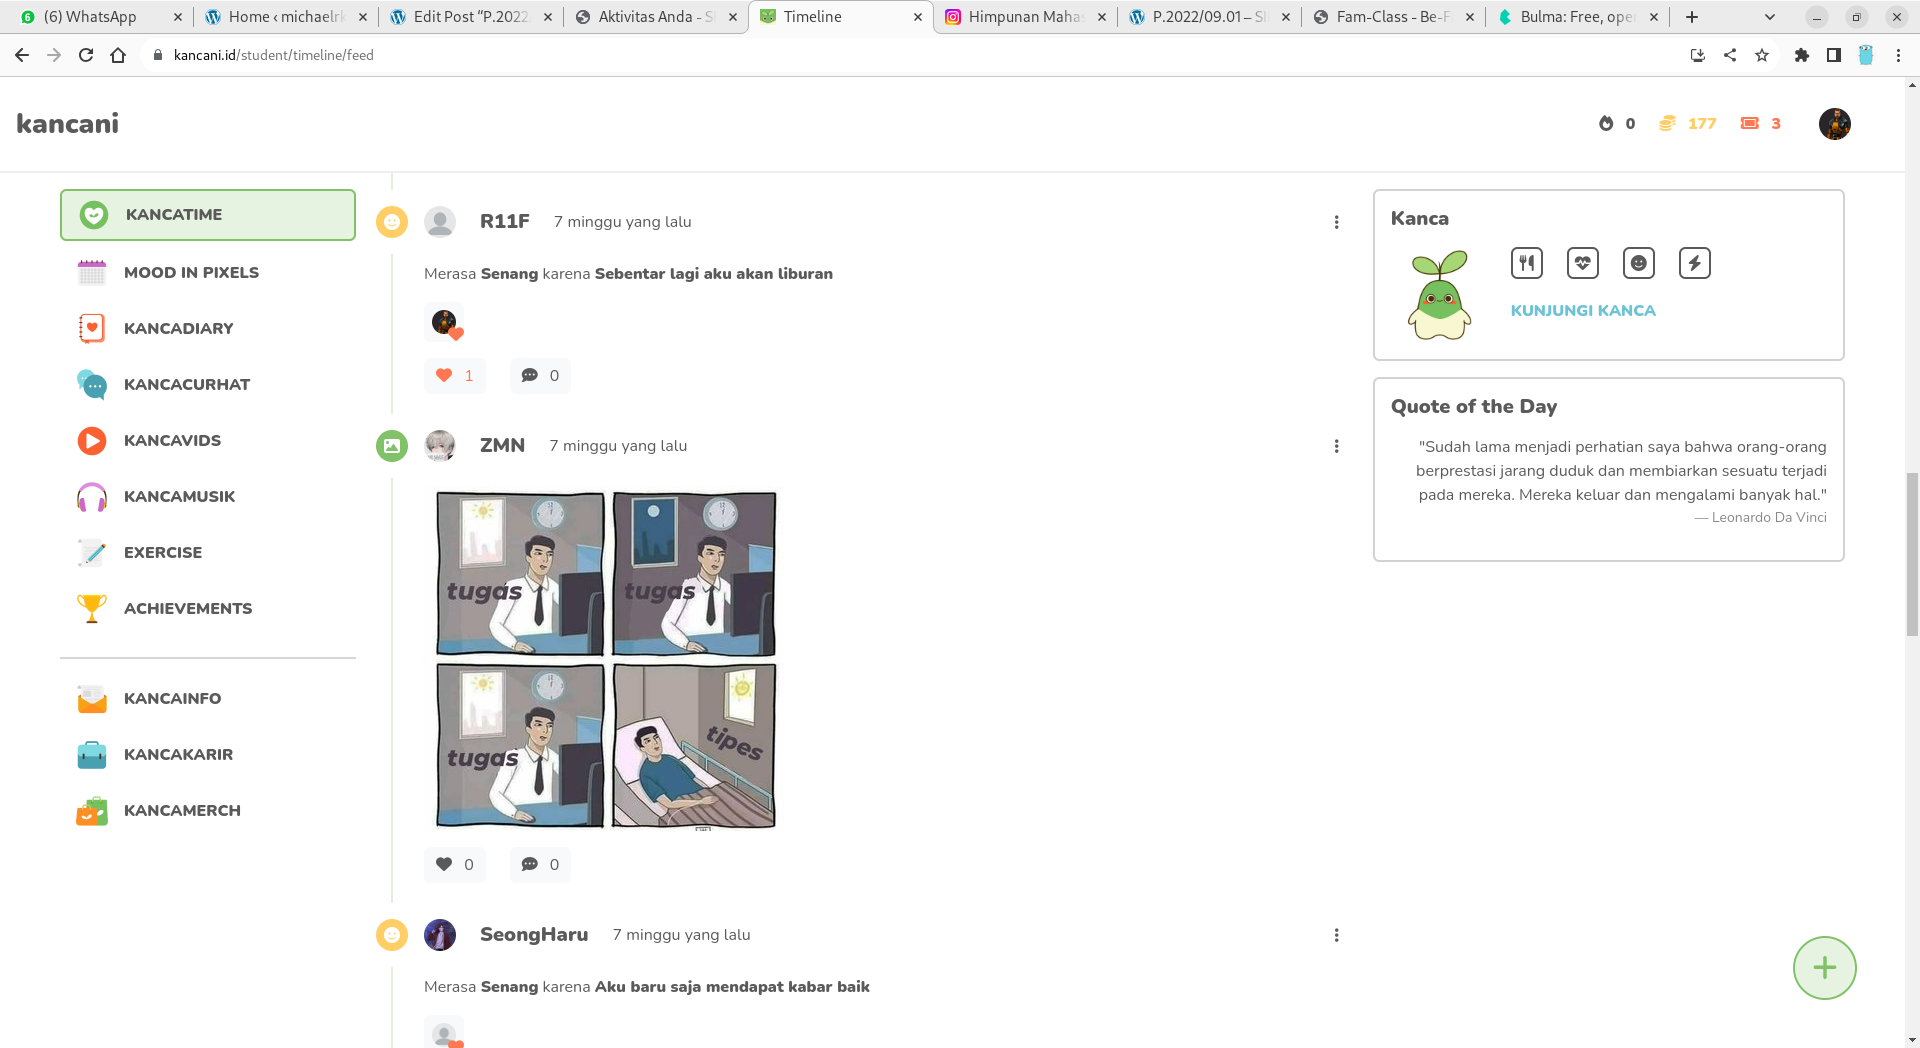 (6) WhatsApp
Home ‹ michaelrk
Edit Post “P.2022
Aktivitas Anda - S
Timeline
Himpunan Mahas
P.2022/09.01 – Si
Fam-Class - Be-F
Bulma: Free, ope
kancani.id/student/timeline/feed
kancani
0
177
3
KANCATIME
MOOD IN PIXELS
KANCADIARY
KANCACURHAT
KANCAVIDS
KANCAMUSIK
EXERCISE
ACHIEVEMENTS
KANCAINFO
KANCAKARIR
KANCAMERCH
R11F 7 minggu yang lalu
Merasa Senang karena Sebentar lagi aku akan liburan
1 0
ZMN 7 minggu yang lalu
tugas
tugas
tugas
tipes
0 0
SeongHaru 7 minggu yang lalu
Merasa Senang karena Aku baru saja mendapat kabar baik
Kanca
KUNJUNGI KANCA
Quote of the Day
"Sudah lama menjadi perhatian saya bahwa orang-orang
berprestasi jarang duduk dan membiarkan sesuatu terjadi
pada mereka. Mereka keluar dan mengalami banyak hal."
— Leonardo Da Vinci